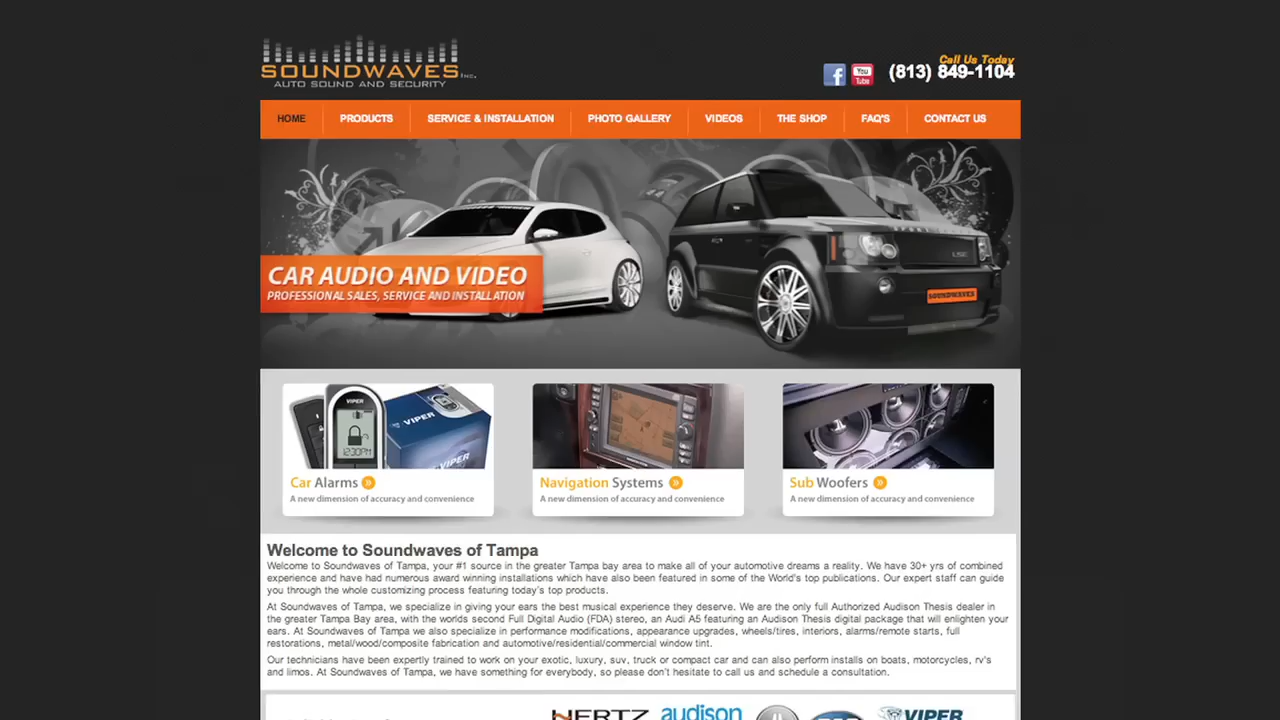 SOUNDWAVES INC.
AUTO SOUND AND SECURITY
You Tube
Call Us Today
(813) 849-1104
HOME PRODUCTS SERVICE & INSTALLATION PHOTO GALLERY VIDEOS THE SHOP FAQ'S CONTACT US
CAR AUDIO AND VIDEO
PROFESSIONAL SALES, SERVICE AND INSTALLATION
SOUNDWAVES
VIPER
12:30PM
VIPER
VIPER
Car Alarms
A new dimension of accuracy and convenience
Navigation Systems
A new dimension of accuracy and convenience
Sub Woofers
A new dimension of accuracy and convenience
Welcome to Soundwaves of Tampa
Welcome to Soundwaves of Tampa, your #1 source in the greater Tampa bay area to make all of your automotive dreams a reality. We have 30+ yrs of combined
experience and have had numerous award winning installations which have also been featured in some of the World's top publications. Our expert staff can guide
you through the whole customizing process featuring today's top products.
At Soundwaves of Tampa, we specialize in giving your ears the best musical experience they deserve. We are the only full Authorized Audison Thesis dealer in
the greater Tampa Bay area, with the worlds second Full Digital Audio (FDA) stereo, an Audi A5 featuring an Audison Thesis digital package that will enlighten your
ears. At Soundwaves of Tampa we also specialize in performance modifications, appearance upgrades, wheels/tires, interiors, alarms/remote starts, full
restorations, metal/wood/composite fabrication and automotive/residential/commercial window tint.
Our technicians have been expertly trained to work on your exotic, luxury, suv, truck or compact car and can also perform installs on boats, motorcycles, rv's
and limos. At Soundwaves of Tampa, we have something for everybody, so please don't hesitate to call us and schedule a consultation.
HERTZ audison VIPER